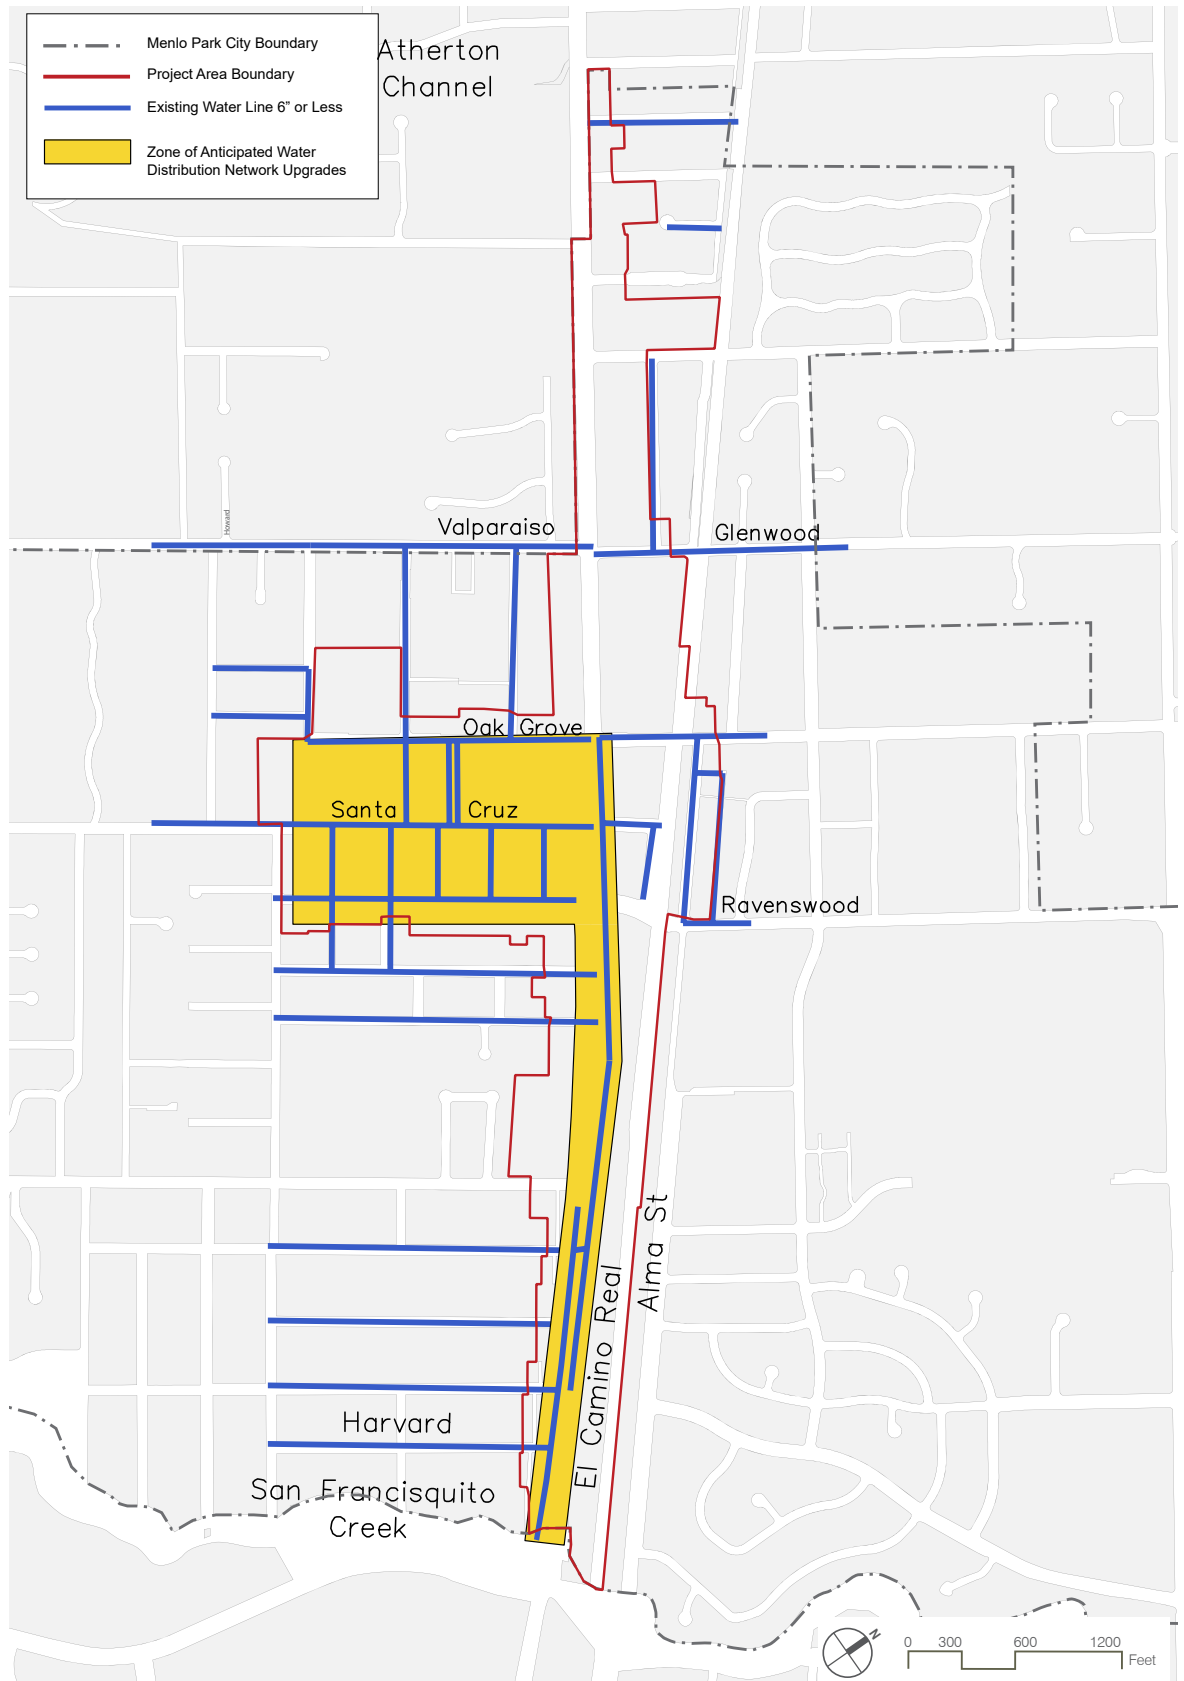 Menlo Park City Boundary
Project Area Boundary
Existing Water Line 6” or Less
Zone of Anticipated Water
Distribution Network Upgrades
Atherton
Channel
Howard
Valparaiso
Glenwood
Oak Grove
Santa Cruz
Ravenswood
Alma St
El Camino Real
Harvard
San Francisquito
Creek
N
0 300 600 1200
Feet